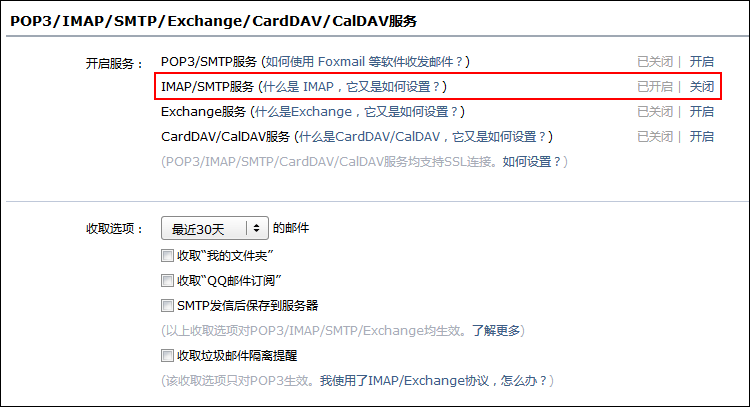 POP3/IMAP/SMTP/Exchange/CardDAV/CalDAV服务
开启服务： POP3/SMTP服务 (如何使用 Foxmail 等软件收发邮件？) 已关闭 | 开启
IMAP/SMTP服务 (什么是 IMAP，它又是如何设置？) 已开启 | 关闭
Exchange服务 (什么是Exchange，它又是如何设置？) 已关闭 | 开启
CardDAV/CalDAV服务 (什么是CardDAV/CalDAV，它又是如何设置？) 已关闭 | 开启
(POP3/IMAP/SMTP/CardDAV/CalDAV服务均支持SSL连接。如何设置？)
收取选项： 最近30天 的邮件
收取“我的文件夹”
收取“QQ邮件订阅”
SMTP发信后保存到服务器
(以上收取选项对POP3/IMAP/SMTP/Exchange均生效。了解更多)
收取垃圾邮件隔离提醒
(该收取选项只对POP3生效。我使用了IMAP/Exchange协议，怎么办？)